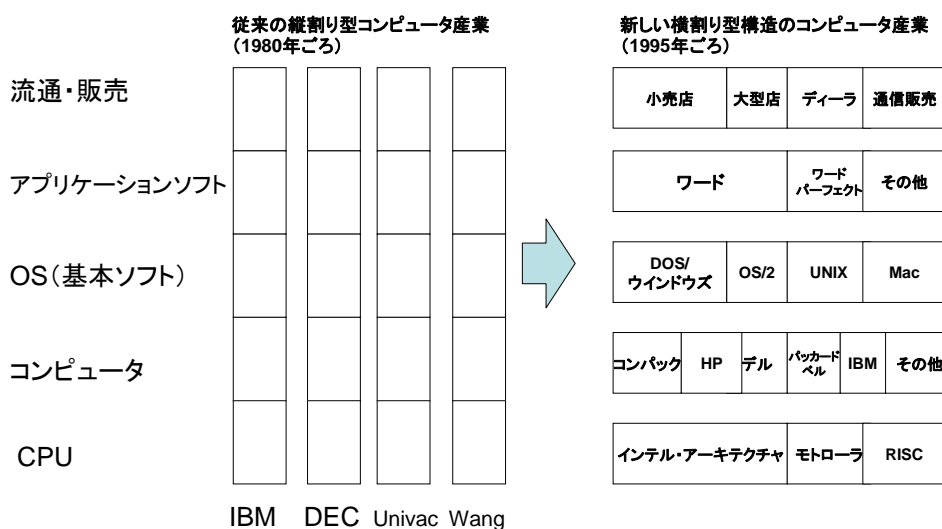 従来の縦割り型コンピュータ産業
（1980年ごろ）
新しい横割り型構造のコンピュータ産業
（1995年ごろ）
流通・販売
小売店 大型店 ディーラ 通信販売
アプリケーションソフト
ワード ワード
パーフェクト その他
OS（基本ソフト）
DOS/
ウインドウズ OS/2 UNIX Mac
コンピュータ
コンパック HP デル パッカード
ベル IBM その他
CPU
インテル・アーキテクチャ モトローラ RISC
IBM DEC Univac Wang